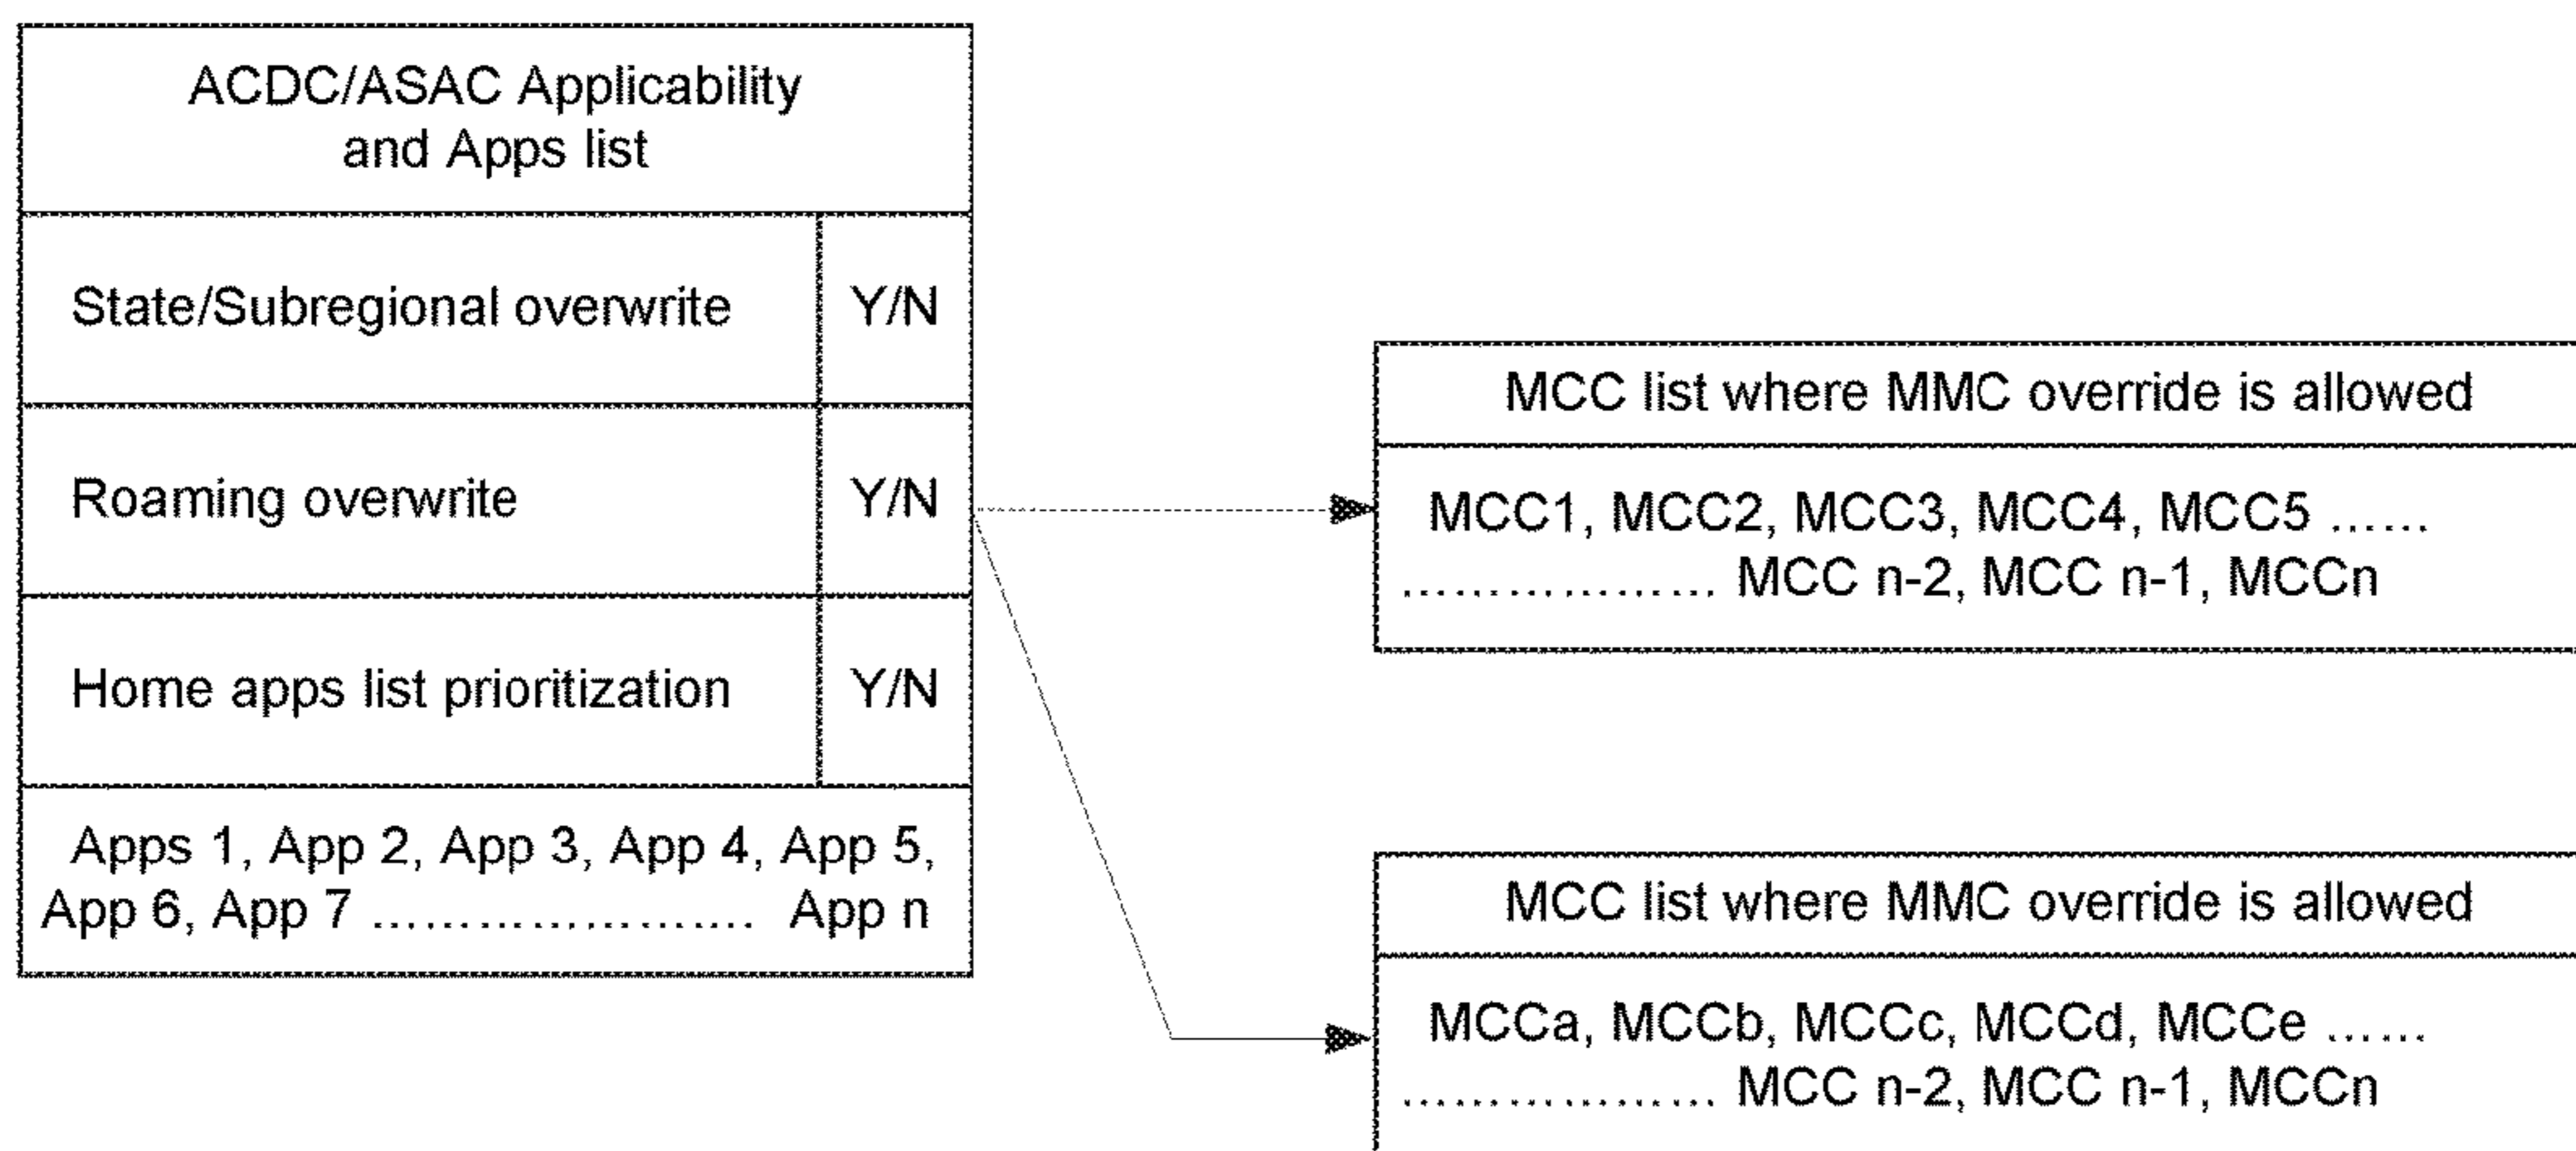 ACDC/ASAC Applicability
and Apps list
State/Subregional overwrite Y/N
Roaming overwrite Y/N
Home apps list prioritization Y/N
Apps 1, App 2, App 3, App 4, App 5,
App 6, App 7 ...................... App n
MCC list where MMC override is allowed
MCC1, MCC2, MCC3, MCC4, MCC5 ......
................... MCC n-2, MCC n-1, MCCn
MCC list where MMC override is allowed
MCCa, MCCb, MCCc, MCCd, MCCe ......
................... MCC n-2, MCC n-1, MCCn